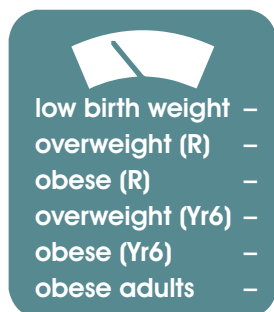 low birth weight –
overweight (R) –
obese (R) –
overweight (Yr6) –
obese (Yr6) –
obese adults –